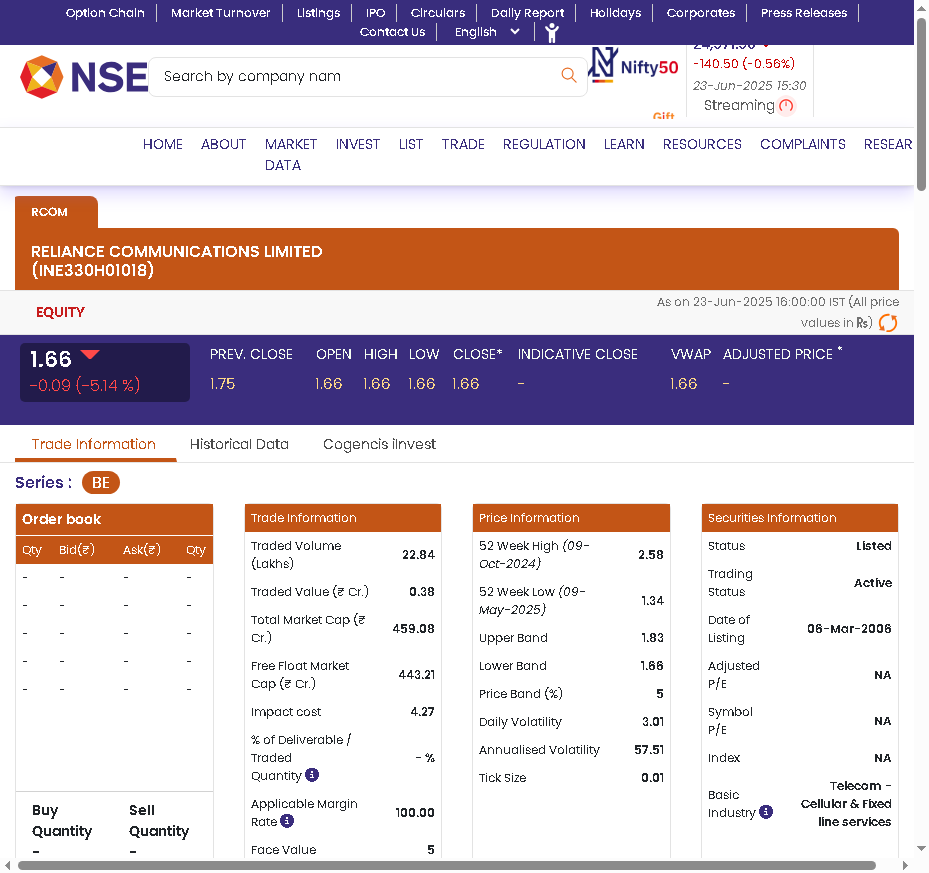 Option Chain
Market Turnover
Listings
IPO
Circulars
Daily Report
Holidays
Corporates
Press Releases
Contact Us
English
NSE
Search by company nam
Nifty50
-140.50 (-0.56%)
23-Jun-2025 15:30
Streaming
Gift
HOME
ABOUT
MARKET DATA
INVEST
LIST
TRADE
REGULATION
LEARN
RESOURCES
COMPLAINTS
RESEAR
RCOM
RELIANCE COMMUNICATIONS LIMITED
(INE330H01018)
EQUITY
As on 23-Jun-2025 16:00:00 IST (All price
values in Rs)
1.66
-0.09 (-5.14 %)
PREV. CLOSE OPEN HIGH LOW CLOSE* INDICATIVE CLOSE VWAP ADJUSTED PRICE *
1.75 1.66 1.66 1.66 1.66 - 1.66 -
Trade Information
Historical Data
Cogencis iInvest
Series : BE
Order book
Qty Bid(₹) Ask(₹) Qty
- - - -
- - - -
- - - -
- - - -
- - - -
Buy Sell
Quantity Quantity
- -
Trade Information
Traded Volume
(Lakhs) 22.84
Traded Value (₹ Cr.) 0.38
Total Market Cap (₹
Cr.) 459.08
Free Float Market
Cap (₹ Cr.) 443.21
Impact cost 4.27
% of Deliverable /
Traded
Quantity - %
Applicable Margin
Rate 100.00
Face Value 5
Price Information
52 Week High (09-
Oct-2024) 2.58
52 Week Low (09-
May-2025) 1.34
Upper Band 1.83
Lower Band 1.66
Price Band (%) 5
Daily Volatility 3.01
Annualised Volatility 57.51
Tick Size 0.01
Securities Information
Status Listed
Trading
Status Active
Date of
Listing 06-Mar-2006
Adjusted
P/E NA
Symbol
P/E NA
Index NA
Basic
Industry
Telecom -
Cellular & Fixed
line services